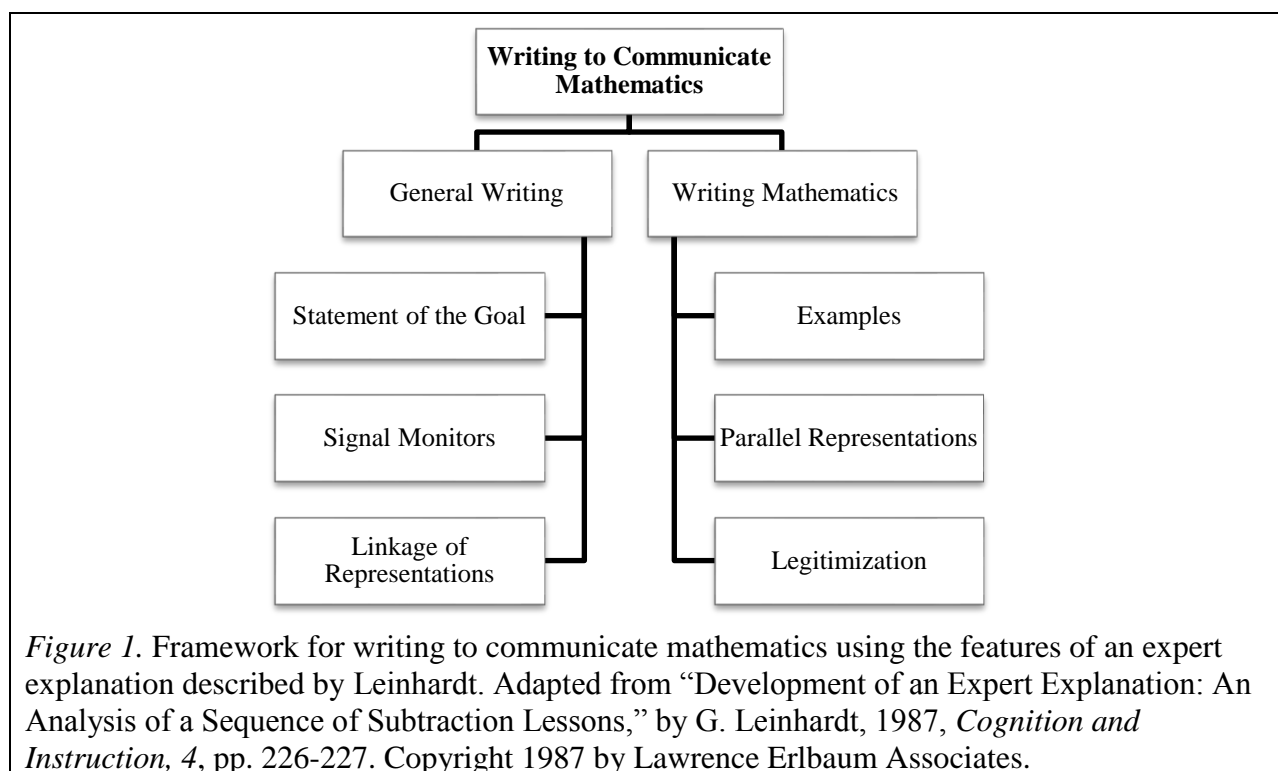 Writing to Communicate
Mathematics
General Writing
Writing Mathematics
Statement of the Goal
Examples
Signal Monitors
Parallel Representations
Linkage of
Representations
Legitimization
Figure 1. Framework for writing to communicate mathematics using the features of an expert
explanation described by Leinhardt. Adapted from “Development of an Expert Explanation: An
Analysis of a Sequence of Subtraction Lessons,” by G. Leinhardt, 1987, Cognition and
Instruction, 4, pp. 226-227. Copyright 1987 by Lawrence Erlbaum Associates.